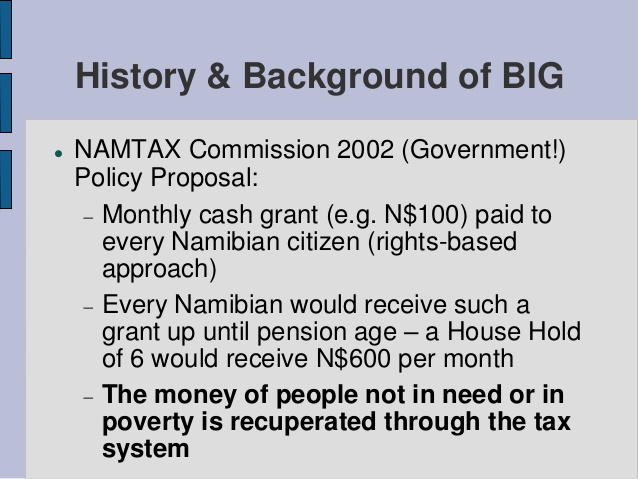 History & Background of BIG
● NAMTAX Commission 2002 (Government!)
Policy Proposal:
– Monthly cash grant (e.g. N$100) paid to
every Namibian citizen (rights-based
approach)
– Every Namibian would receive such a
grant up until pension age – a House Hold
of 6 would receive N$600 per month
– The money of people not in need or in
poverty is recuperated through the tax
system